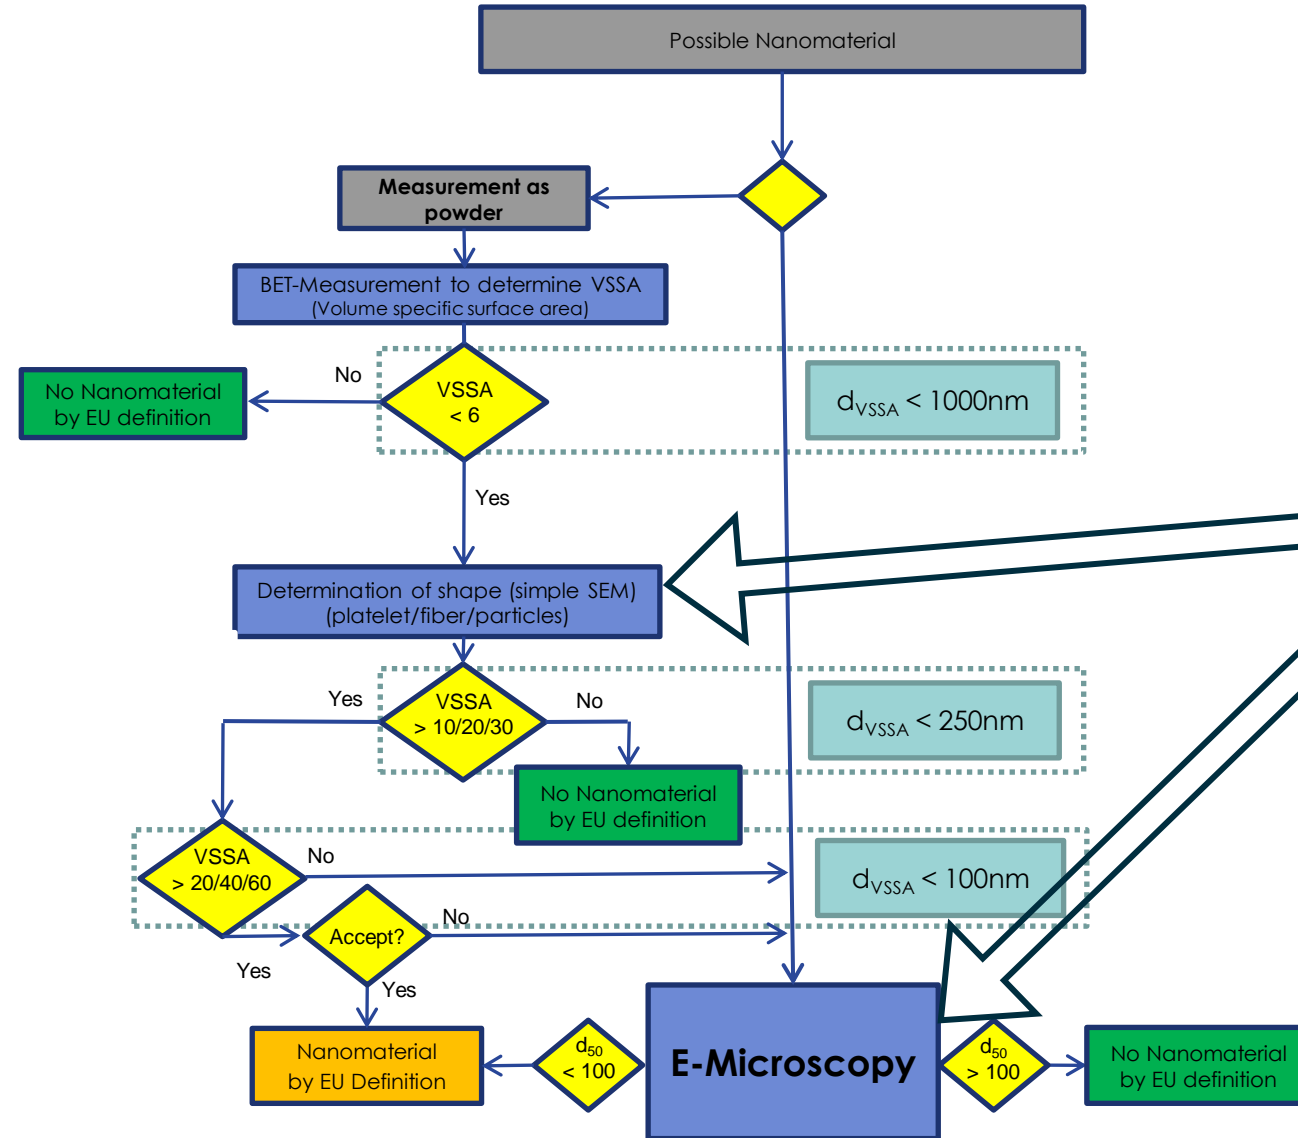 Possible Nanomaterial
Measurement as
powder
BET-Measurement to determine VSSA
(Volume specific surface area)
No
VSSA
< 6
No Nanomaterial
by EU definition
dVSSA < 1000nm
Yes
Determination of shape (simple SEM)
(platelet/fiber/particles)
Yes
VSSA
> 10/20/30
No
dVSSA < 250nm
No Nanomaterial
by EU definition
VSSA
> 20/40/60
No
dVSSA < 100nm
Accept?
No
Yes
Yes
Nanomaterial
by EU Definition
d50
< 100
E-Microscopy
d50
> 100
No Nanomaterial
by EU definition